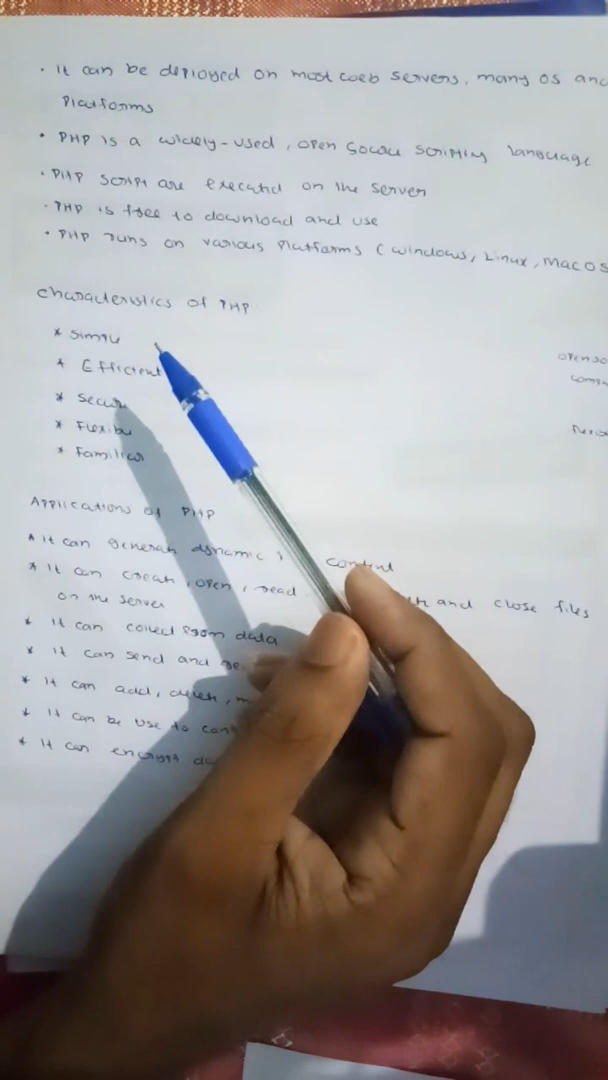 • It can be deployed on most web servers, many OS and
Platforms
• PHP is a widely-used, open source scripting language
• PHP script are executed on the server
• PHP is free to download and use
• PHP runs on various Platforms (windows, Linux, MacOS
Characteristics of PHP
* Simple
* Efficient
* Secure
* Flexible
* Familiar
Applications of PHP
* It can generate dynamic content
* It can create, open, read and close files
on the server
* It can collect form data
* It can send and
* It can add, delete,
* It can be use to
* It can encrypt